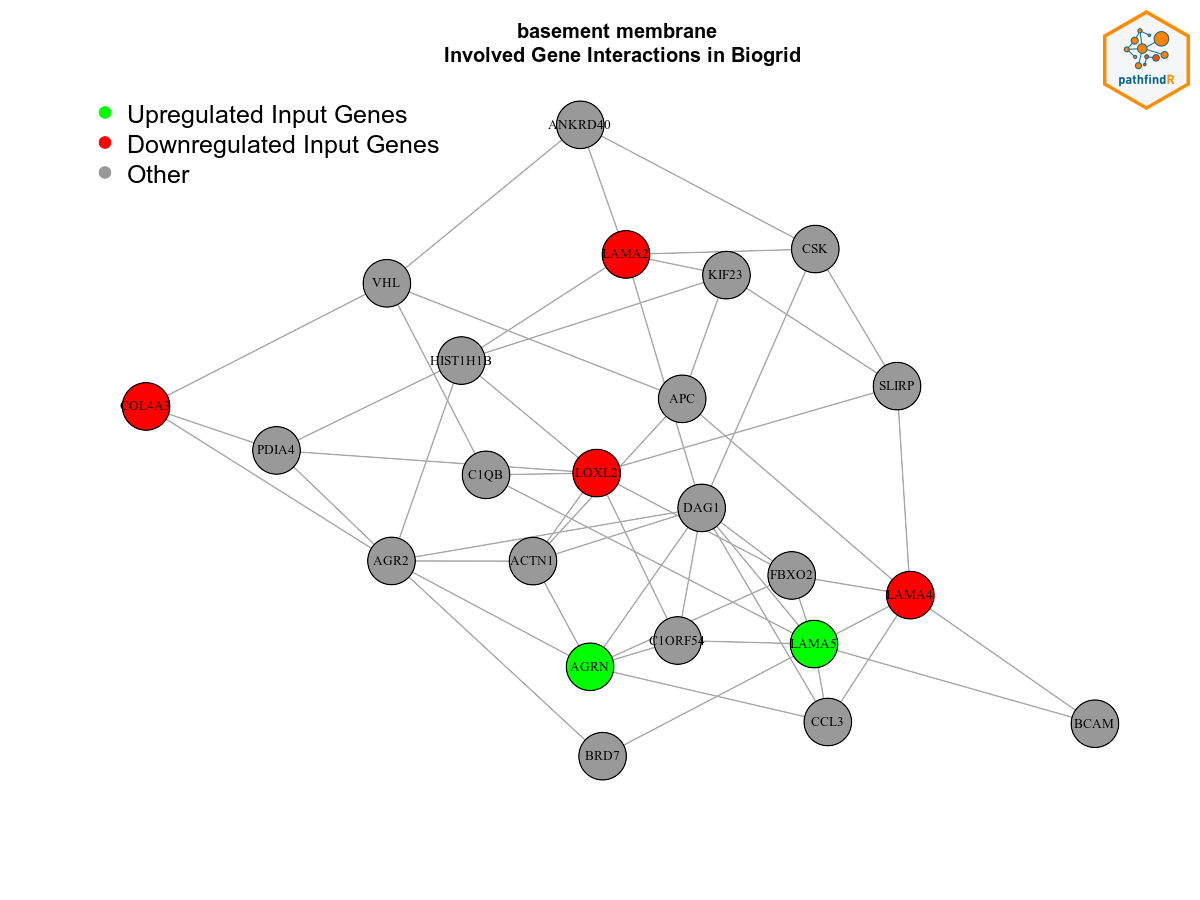 basement membrane
Involved Gene Interactions in Biogrid
pathfindR
Upregulated Input Genes
Downregulated Input Genes
Other
ANKRD40
LAMA2
CSK
KIF23
VHL
HIST1H1B
SLIRP
APC
COL4A3
PDIA4
C1QB
LOXL2
DAG1
AGR2
ACTN1
FBXO2
LAMA4
C1ORF54
LAMA5
AGRN
CCL3
BCAM
BRD7